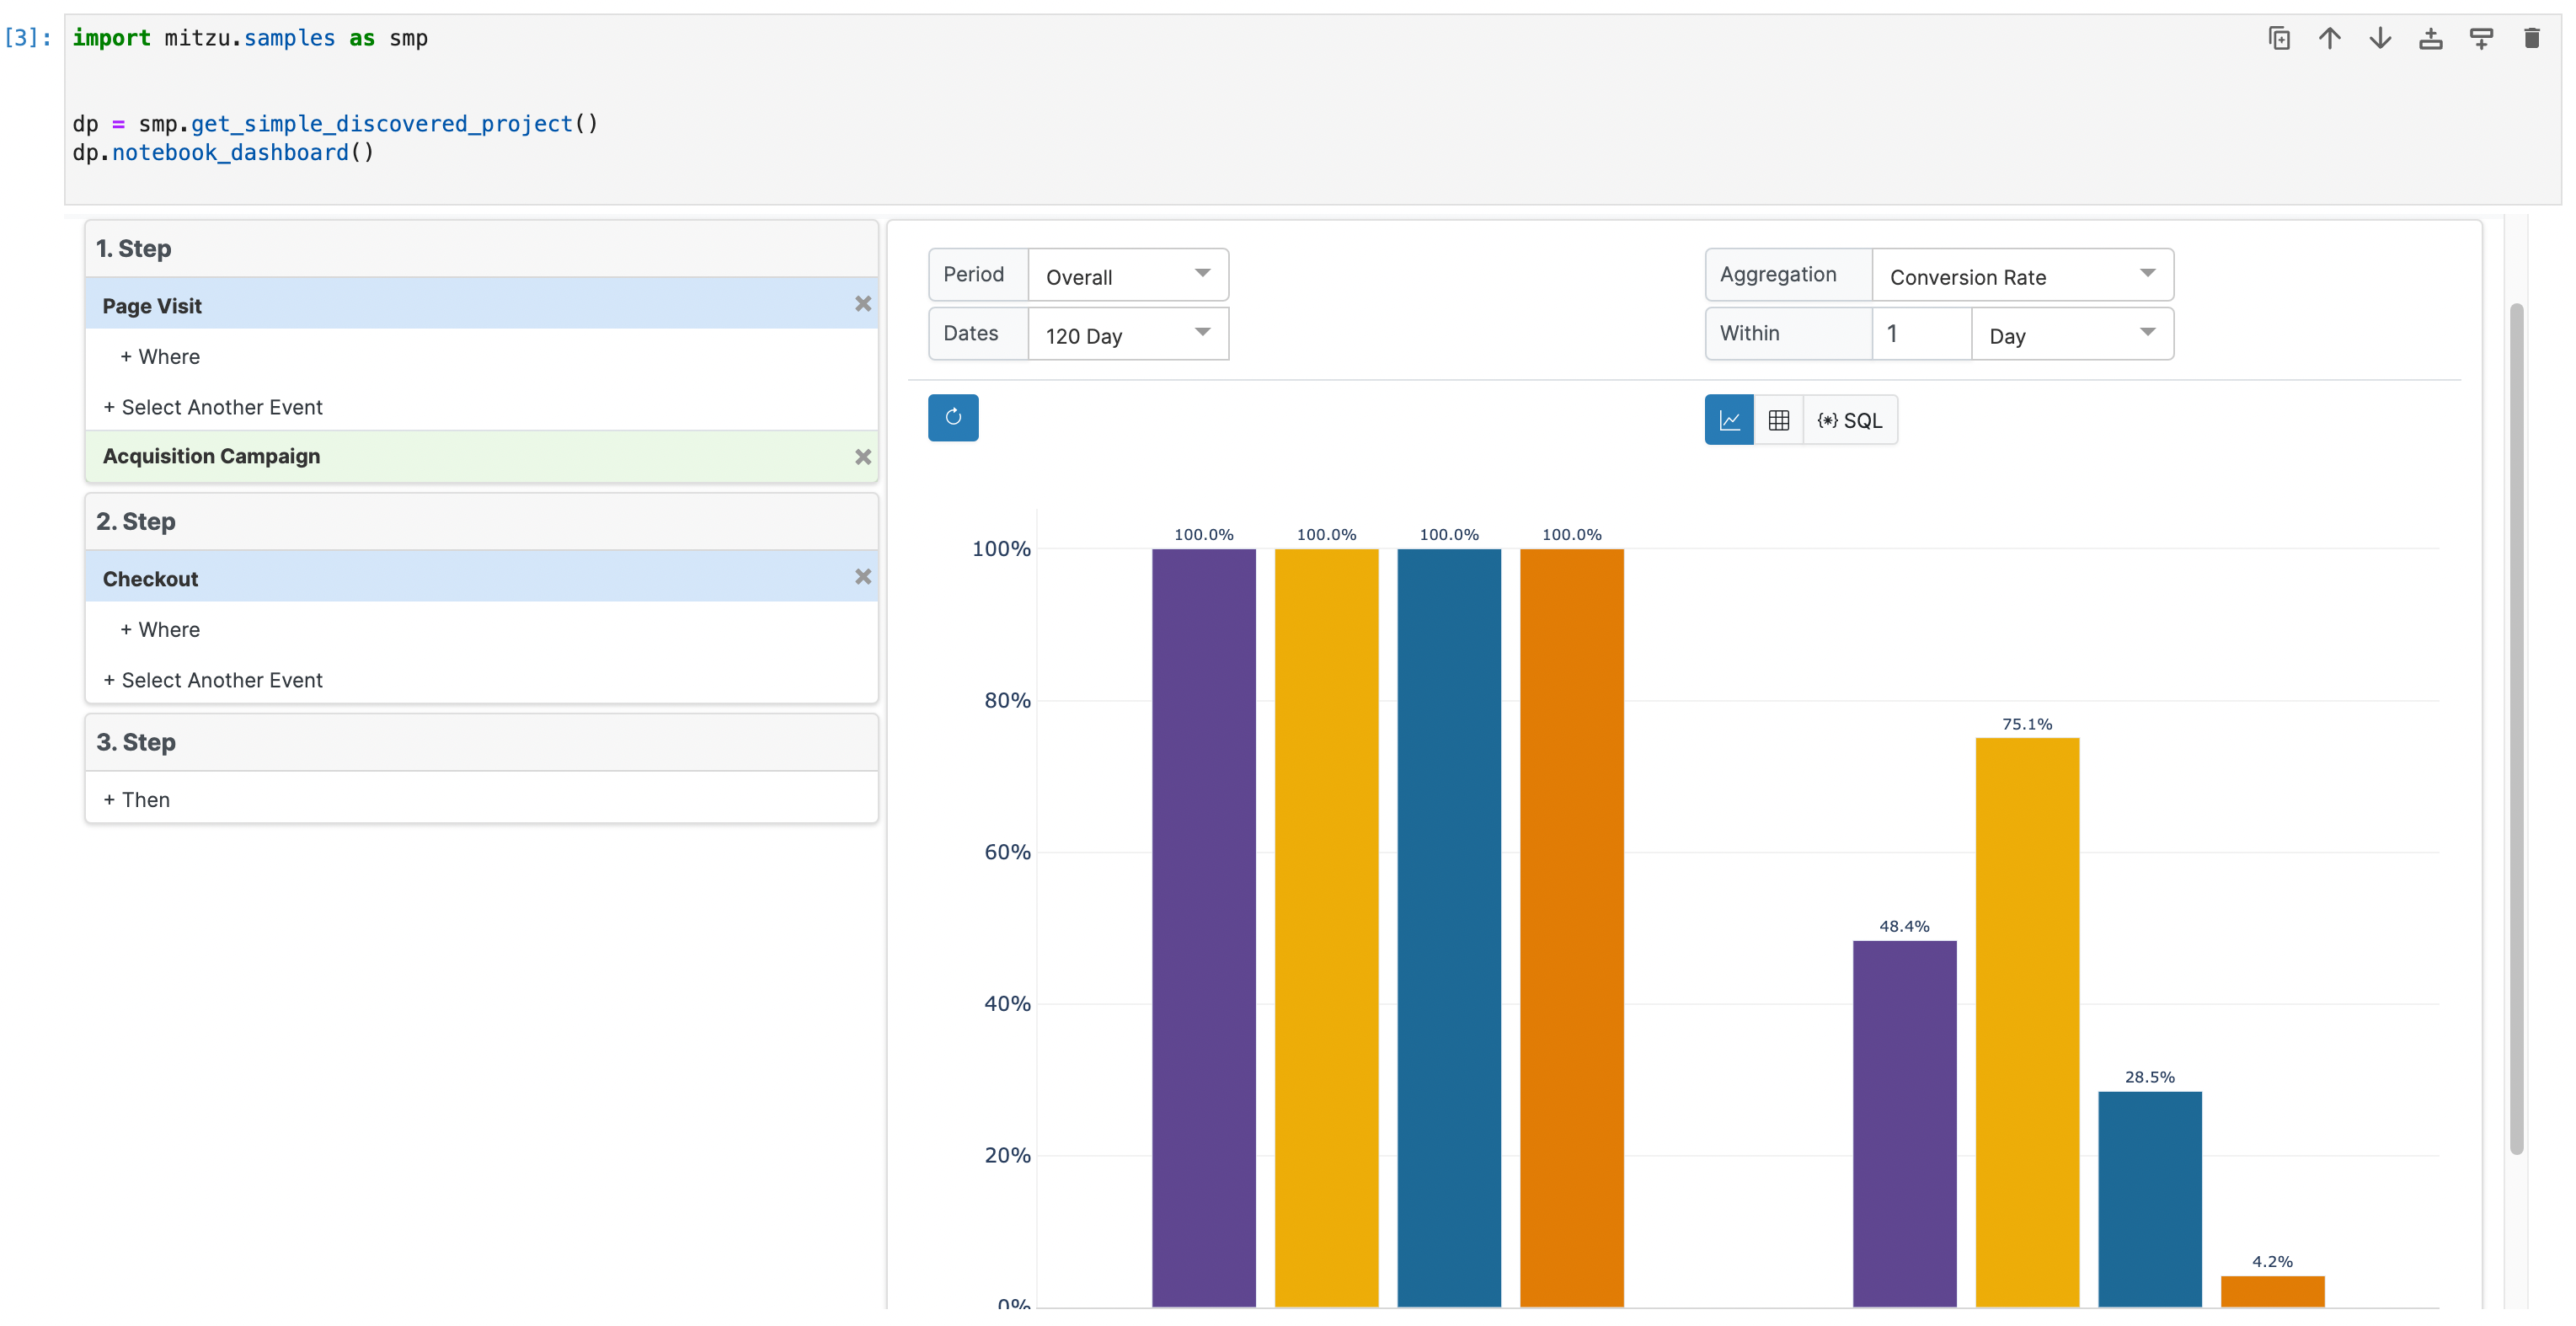 [3]:
import mitzu.samples as smp
dp = smp.get_simple_discovered_project()
dp.notebook_dashboard()
1. Step
Page Visit
+ Where
+ Select Another Event
Acquisition Campaign
2. Step
Checkout
+ Where
+ Select Another Event
3. Step
+ Then
Period Overall
Dates 120 Day
Aggregation Conversion Rate
Within 1 Day
{*} SQL
100.0% 100.0% 100.0% 100.0%
100%
80%
75.1%
60%
48.4%
40%
28.5%
20%
4.2%
0%